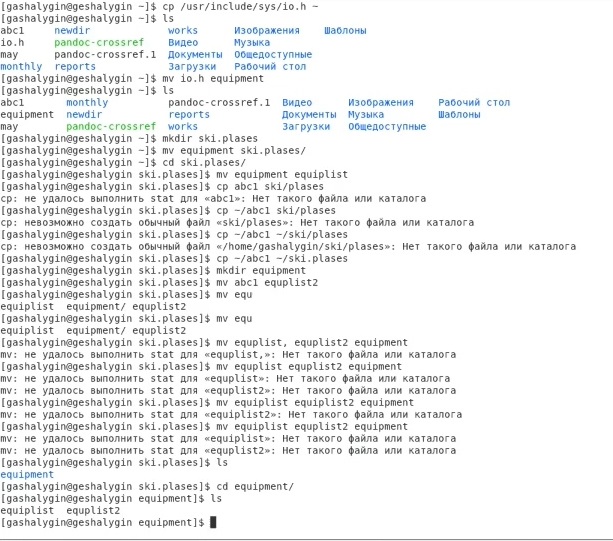 [gashalygin@geshalygin ~]$ cp /usr/include/sys/io.h ~
[gashalygin@geshalygin ~]$ ls
abc1 newdir works Изображения Шаблоны
io.h pandoc-crossref Видео Музыка
may pandoc-crossref.1 Документы Общедоступные
monthly reports Загрузки Рабочий стол
[gashalygin@geshalygin ~]$ mv io.h equipment
[gashalygin@geshalygin ~]$ ls
abc1 monthly pandoc-crossref.1 Видео Изображения Рабочий стол
equipment newdir reports Документы Музыка Шаблоны
may pandoc-crossref works Загрузки Общедоступные
[gashalygin@geshalygin ~]$ mkdir ski.plases
[gashalygin@geshalygin ~]$ mv equipment ski.plases/
[gashalygin@geshalygin ~]$ cd ski.plases/
[gashalygin@geshalygin ski.plases]$ mv equipment equiplist
[gashalygin@geshalygin ski.plases]$ cp abc1 ski/plases
cp: не удалось выполнить stat для «abc1»: Нет такого файла или каталога
[gashalygin@geshalygin ski.plases]$ cp ~/abc1 ski/plases
cp: невозможно создать обычный файл «ski/plases»: Нет такого файла или каталога
[gashalygin@geshalygin ski.plases]$ cp ~/abc1 ~/ski/plases
cp: невозможно создать обычный файл «/home/gashalygin/ski/plases»: Нет такого файла или каталога
[gashalygin@geshalygin ski.plases]$ cp ~/abc1 ~/ski.plases
[gashalygin@geshalygin ski.plases]$ mkdir equipment
[gashalygin@geshalygin ski.plases]$ mv abc1 equplist2
[gashalygin@geshalygin ski.plases]$ mv equ
equiplist equipment/ equplist2
[gashalygin@geshalygin ski.plases]$ mv equ
equiplist equipment/ equplist2
[gashalygin@geshalygin ski.plases]$ mv equplist, equplist2 equipment
mv: не удалось выполнить stat для «equplist,»: Нет такого файла или каталога
[gashalygin@geshalygin ski.plases]$ mv equplist equplist2 equipment
mv: не удалось выполнить stat для «equplist»: Нет такого файла или каталога
mv: не удалось выполнить stat для «equplist2»: Нет такого файла или каталога
[gashalygin@geshalygin ski.plases]$ mv equiplist equiplist2 equipment
mv: не удалось выполнить stat для «equiplist2»: Нет такого файла или каталога
[gashalygin@geshalygin ski.plases]$ mv equiplist equplist2 equipment
mv: не удалось выполнить stat для «equiplist»: Нет такого файла или каталога
mv: не удалось выполнить stat для «equplist2»: Нет такого файла или каталога
[gashalygin@geshalygin ski.plases]$ ls
equipment
[gashalygin@geshalygin ski.plases]$ cd equipment/
[gashalygin@geshalygin equipment]$ ls
equiplist equplist2
[gashalygin@geshalygin equipment]$